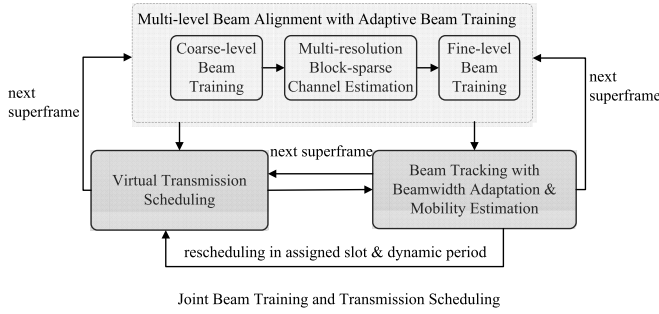 Multi-level Beam Alignment with Adaptive Beam Training
Coarse-level
Beam
Training
Multi-resolution
Block-sparse
Channel Estimation
Fine-level
Beam
Training
next
superframe
next
superframe
next superframe
Virtual Transmission
Scheduling
Beam Tracking with
Beamwidth Adaptation &
Mobility Estimation
rescheduling in assigned slot & dynamic period
Joint Beam Training and Transmission Scheduling